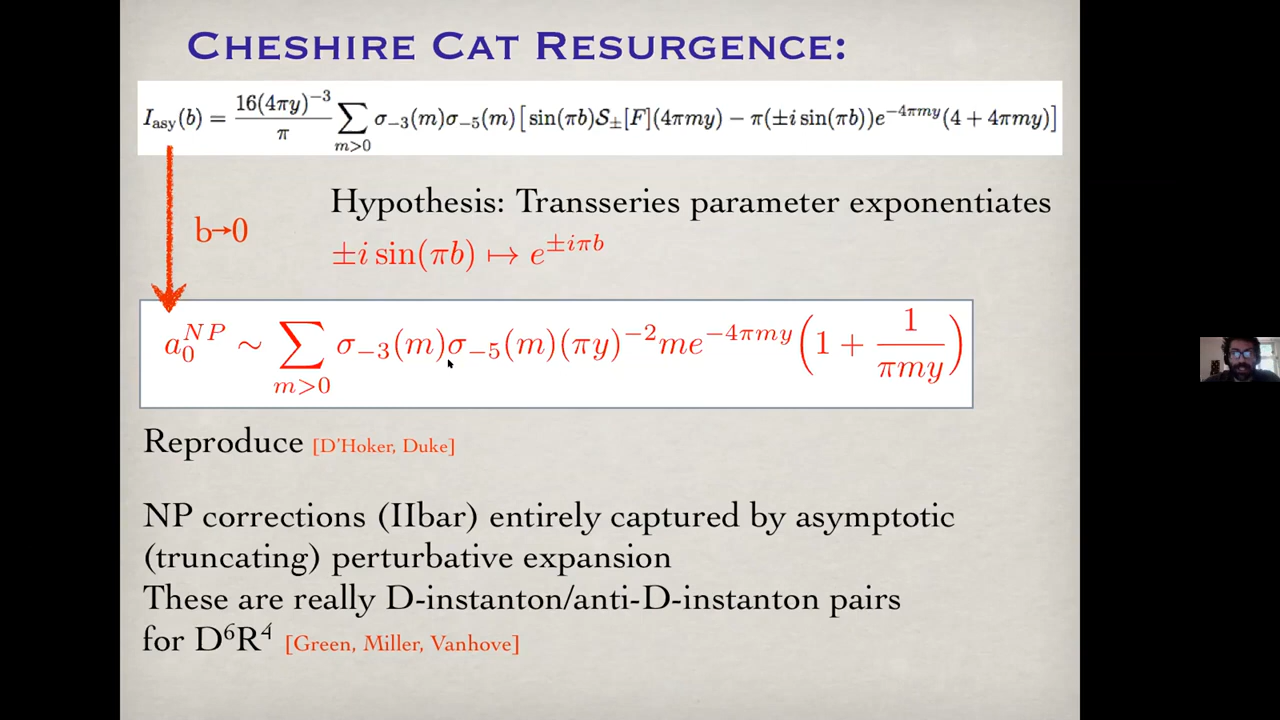 CHESHIRE CAT RESURGENCE:
I_asy(b) = 16(4πy)^−3 / π ∑_{m>0} σ_−3(m)σ_−5(m)[sin(πb)𝒮_±[F](4πmy) − π(±i sin(πb))e^−4πmy(4 + 4πmy)]
Hypothesis: Transseries parameter exponentiates
b→0
±i sin(πb) ↦ e^{±iπb}
a_0^{NP} ∼ ∑_{m>0} σ_−3(m)σ_−5(m)(πy)^−2 m e^−4πmy (1 + 1/(πmy))
Reproduce [D'Hoker, Duke]
NP corrections (IIbar) entirely captured by asymptotic
(truncating) perturbative expansion
These are really D-instanton/anti-D-instanton pairs
for D⁶R⁴ [Green, Miller, Vanhove]